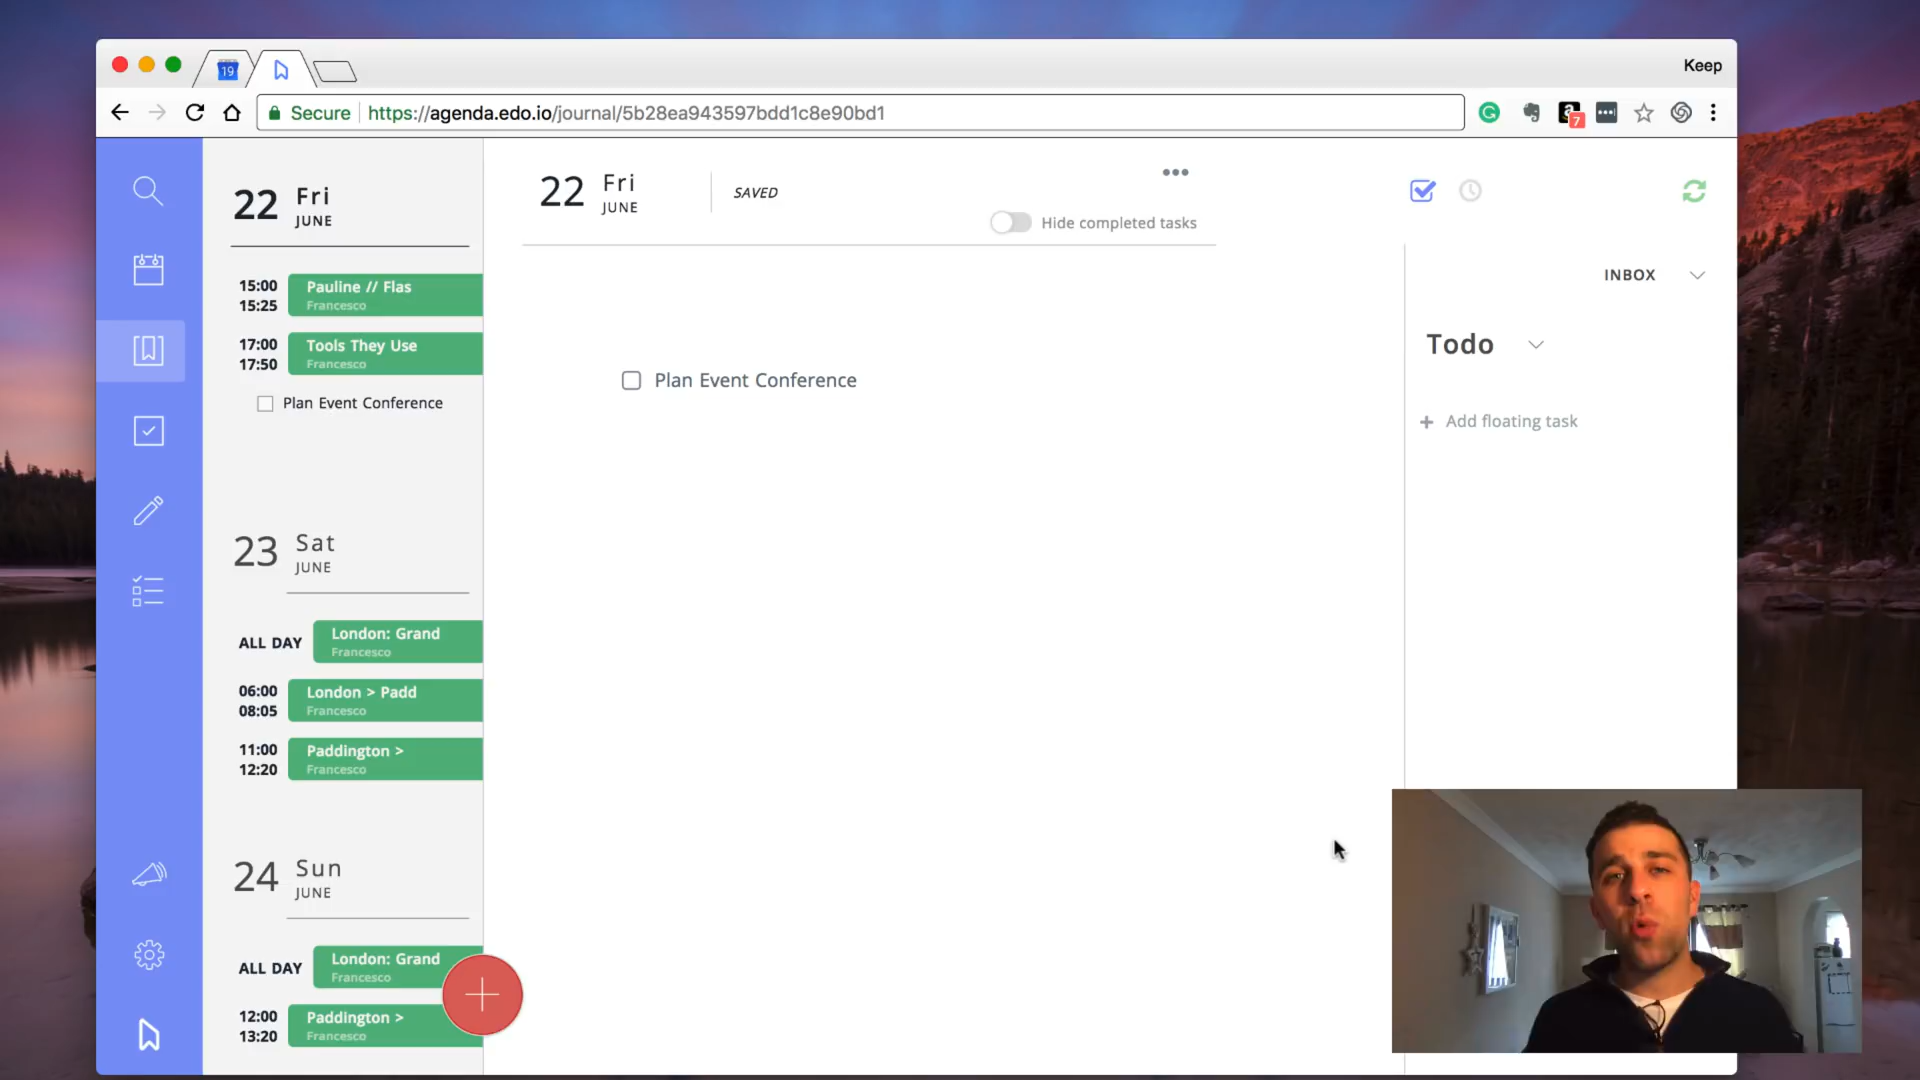 19
Keep
Secure
https://agenda.edo.io/journal/5b28ea943597bdd1c8e90bd1
7
22 Fri
JUNE
15:00 Pauline // Flas
15:25 Francesco
17:00 Tools They Use
17:50 Francesco
Plan Event Conference
23 Sat
JUNE
ALL DAY London: Grand
Francesco
06:00 London > Padd
08:05 Francesco
11:00 Paddington >
12:20 Francesco
24 Sun
JUNE
ALL DAY London: Grand
Francesco
12:00 Paddington >
13:20 Francesco
22 Fri
JUNE
SAVED
Hide completed tasks
Plan Event Conference
INBOX
Todo
Add floating task